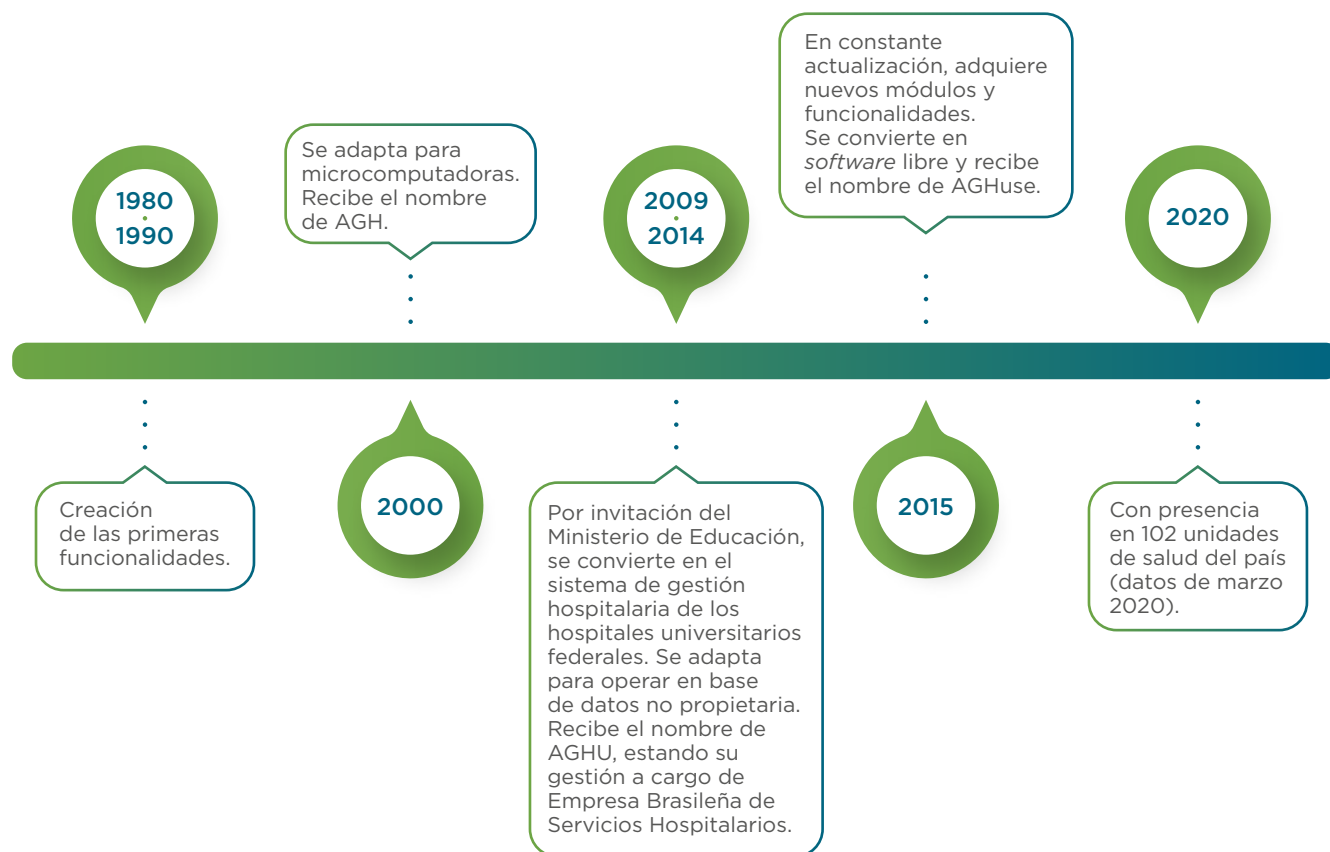 1980
1990
Creación
de las primeras
funcionalidades.
Se adapta para
microcomputadoras.
Recibe el nombre
de AGH.
2000
2009
2014
Por invitación del
Ministerio de Educación,
se convierte en el
sistema de gestión
hospitalaria de los
hospitales universitarios
federales. Se adapta
para operar en base
de datos no propietaria.
Recibe el nombre de
AGHU, estando su
gestión a cargo de
Empresa Brasileña de
Servicios Hospitalarios.
En constante
actualización, adquiere
nuevos módulos y
funcionalidades.
Se convierte en
software libre y recibe
el nombre de AGHuse.
2015
2020
Con presencia
en 102 unidades
de salud del país
(datos de marzo
2020).